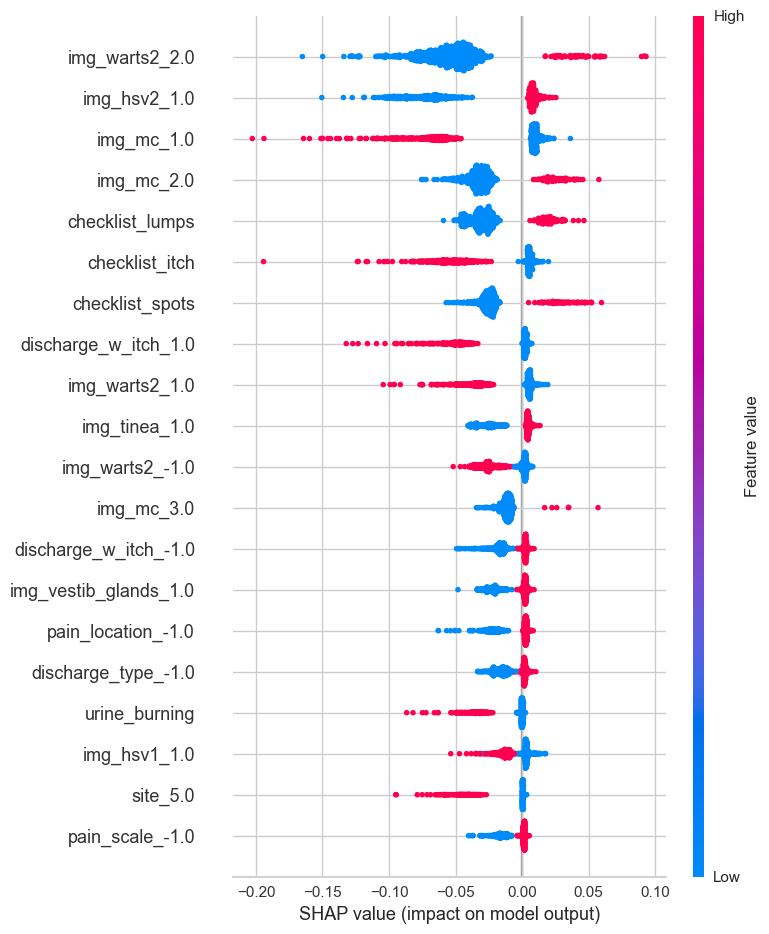 High
img_warts2_2.0
img_hsv2_1.0
img_mc_1.0
img_mc_2.0
checklist_lumps
checklist_itch
checklist_spots
discharge_w_itch_1.0
img_warts2_1.0
img_tinea_1.0
img_warts2_-1.0
img_mc_3.0
discharge_w_itch_-1.0
img_vestib_glands_1.0
pain_location_-1.0
discharge_type_-1.0
urine_burning
img_hsv1_1.0
site_5.0
pain_scale_-1.0
Feature value
Low
−0.20 −0.15 −0.10 −0.05 0.00 0.05 0.10
SHAP value (impact on model output)